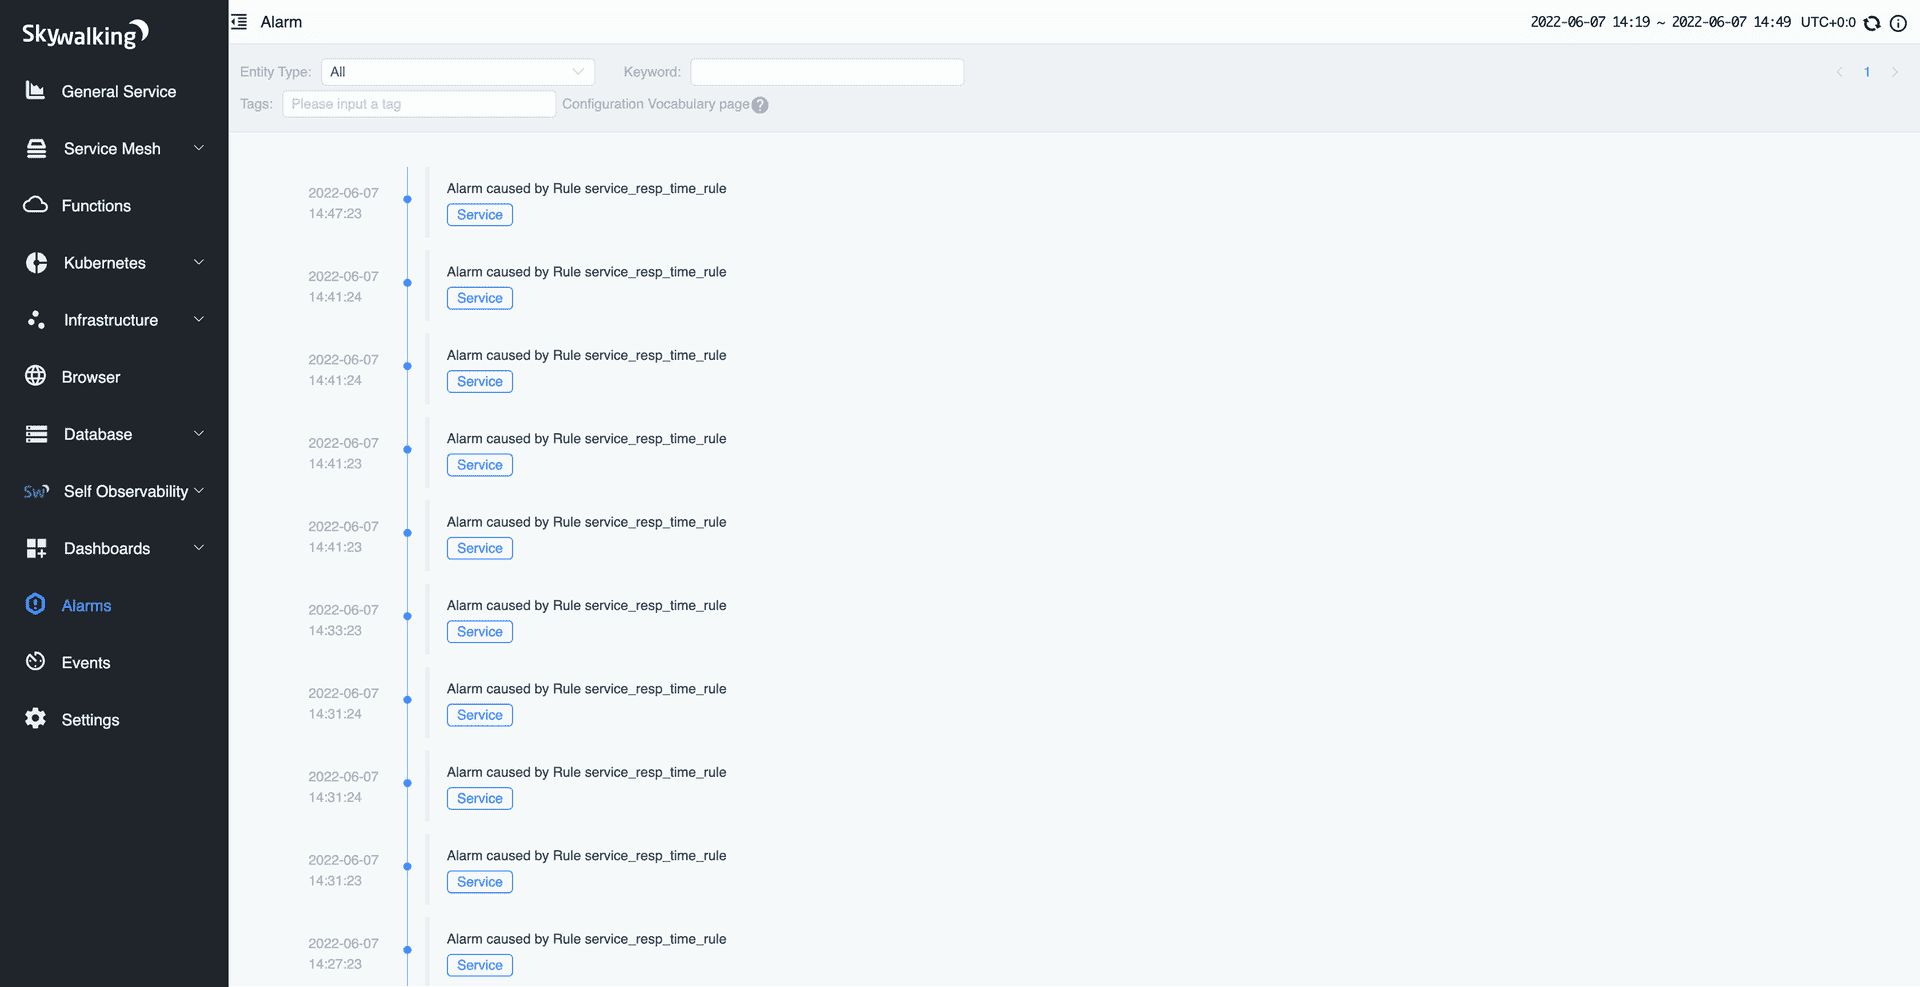 Skywalking
General Service
Service Mesh
Functions
Kubernetes
Infrastructure
Browser
Database
SW
Self Observability
Dashboards
Alarms
Events
Settings
Alarm
2022-06-07 14:19 ~ 2022-06-07 14:49 UTC+0:0
Entity Type: All Keyword:
1
Tags: Please input a tag Configuration Vocabulary page ?
2022-06-07
14:47:23
Alarm caused by Rule service_resp_time_rule
Service
2022-06-07
14:41:24
Alarm caused by Rule service_resp_time_rule
Service
2022-06-07
14:41:24
Alarm caused by Rule service_resp_time_rule
Service
2022-06-07
14:41:23
Alarm caused by Rule service_resp_time_rule
Service
2022-06-07
14:41:23
Alarm caused by Rule service_resp_time_rule
Service
2022-06-07
14:33:23
Alarm caused by Rule service_resp_time_rule
Service
2022-06-07
14:31:24
Alarm caused by Rule service_resp_time_rule
Service
2022-06-07
14:31:24
Alarm caused by Rule service_resp_time_rule
Service
2022-06-07
14:31:23
Alarm caused by Rule service_resp_time_rule
Service
2022-06-07
14:27:23
Alarm caused by Rule service_resp_time_rule
Service